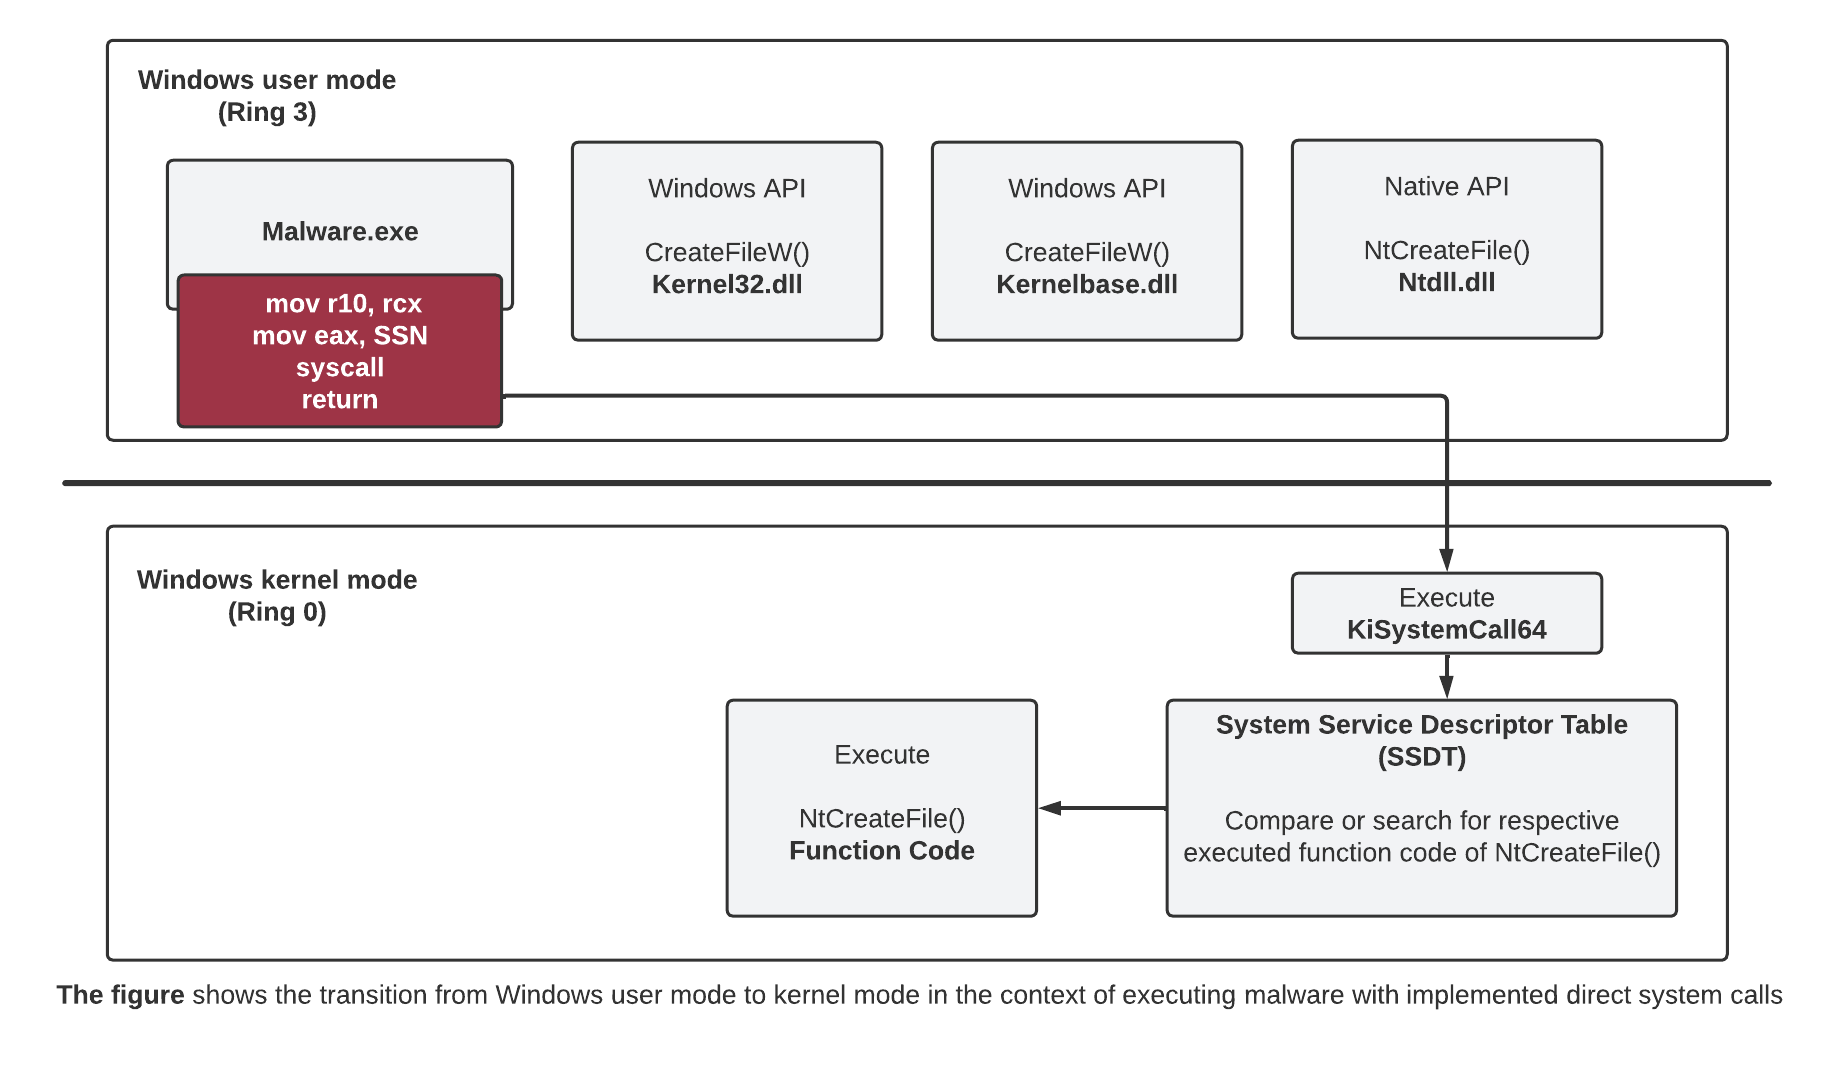 Windows user mode
(Ring 3)
Malware.exe
mov r10, rcx
mov eax, SSN
syscall
return
Windows API
CreateFileW()
Kernel32.dll
Windows API
CreateFileW()
Kernelbase.dll
Native API
NtCreateFile()
Ntdll.dll
Windows kernel mode
(Ring 0)
Execute
KiSystemCall64
System Service Descriptor Table
(SSDT)
Compare or search for respective
executed function code of NtCreateFile()
Execute
NtCreateFile()
Function Code
The figure shows the transition from Windows user mode to kernel mode in the context of executing malware with implemented direct system calls